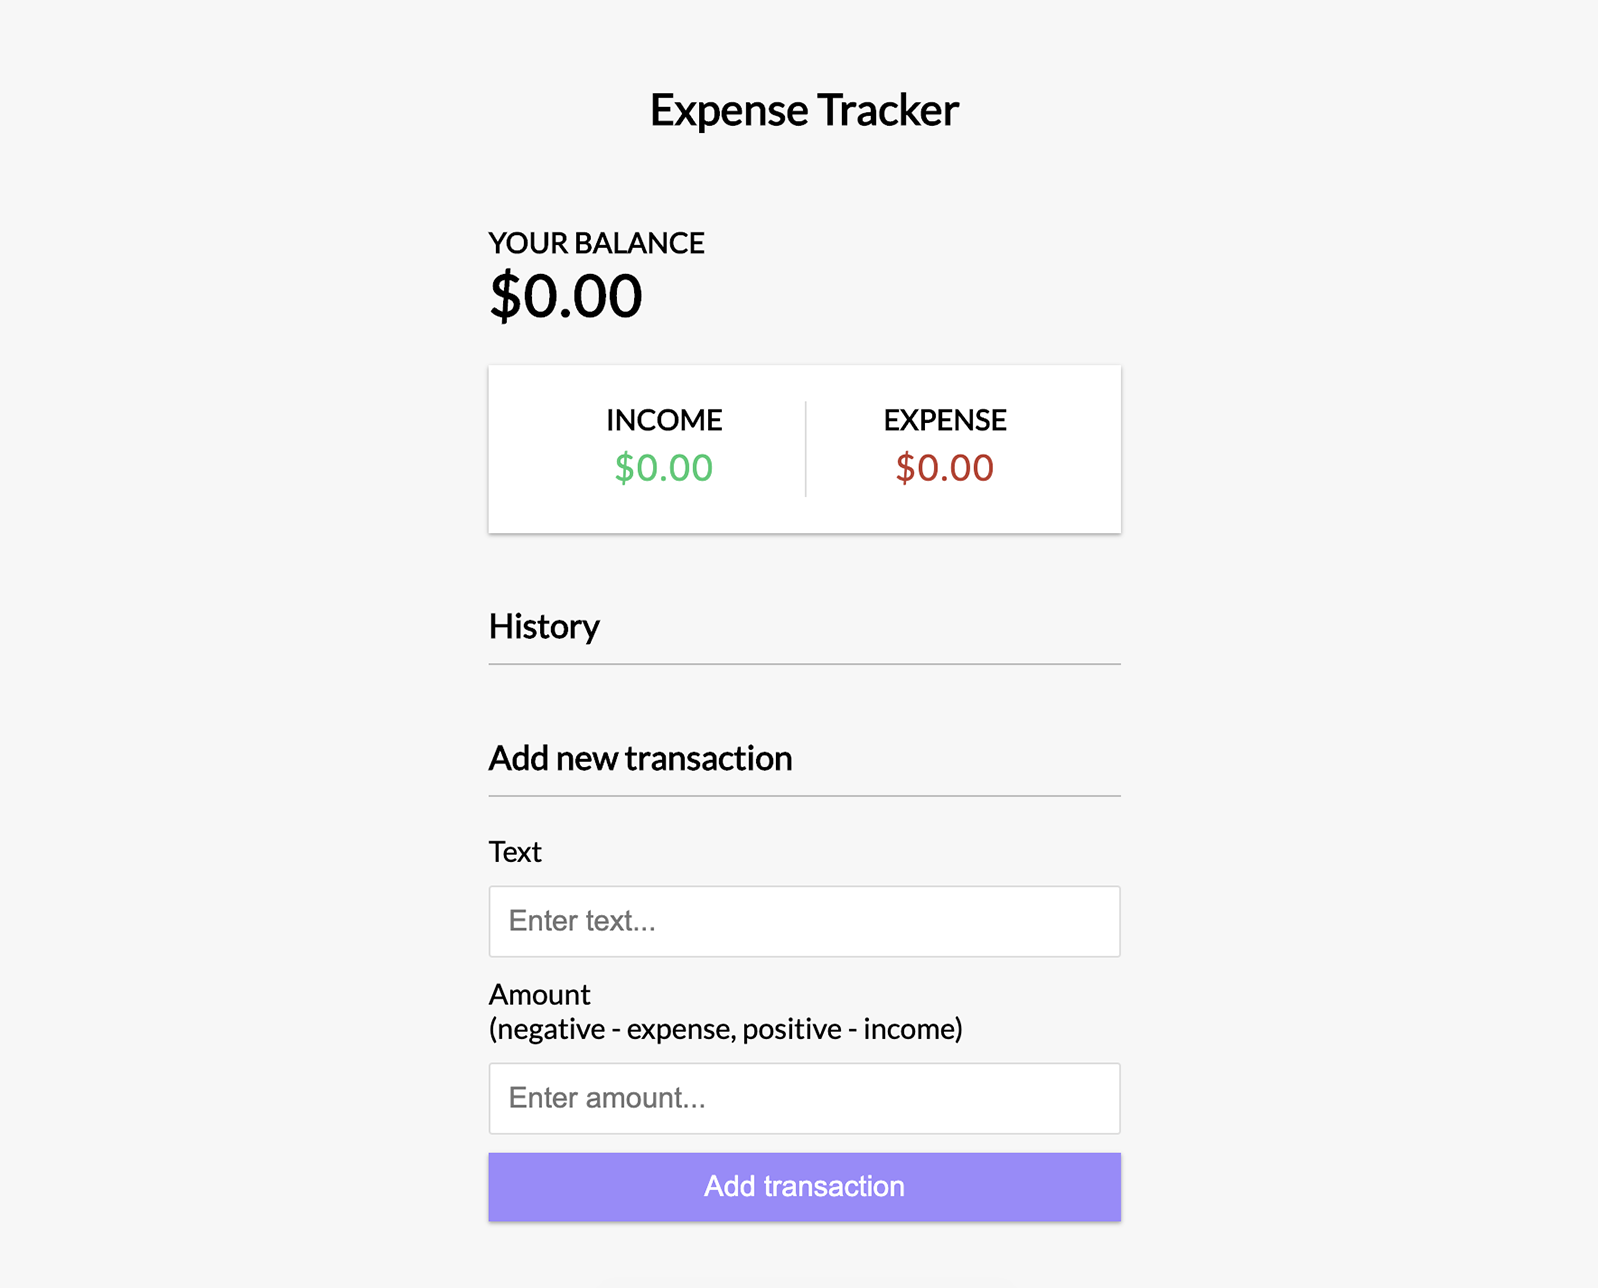 Expense Tracker
YOUR BALANCE
$0.00
INCOME
EXPENSE
$0.00
$0.00
History
Add new transaction
Text
Enter text...
Amount
(negative - expense, positive - income)
Enter amount...
Add transaction